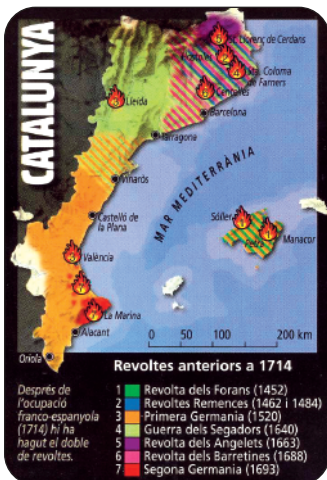 CATALUNYA
St. Llorenç de Cerdans
Hostalric
Sta. Coloma
de Farners
Centelles
Barcelona
Lleida
Tarragona
MAR MEDITERRÀNIA
Vinaròs
Castelló de
la Plana
Sóller
Petra
Manacor
València
La Marina
Alacant
Oriola
0 50 100 200 km
Revoltes anteriors a 1714
Després de
l'ocupació
franco-espanyola
(1714) hi ha
hagut el doble
de revoltes.
1 Revolta dels Forans (1452)
2 Revoltes Remences (1462 i 1484)
3 Primera Germania (1520)
4 Guerra dels Segadors (1640)
5 Revolta dels Angelets (1663)
6 Revolta dels Barretines (1688)
7 Segona Germania (1693)